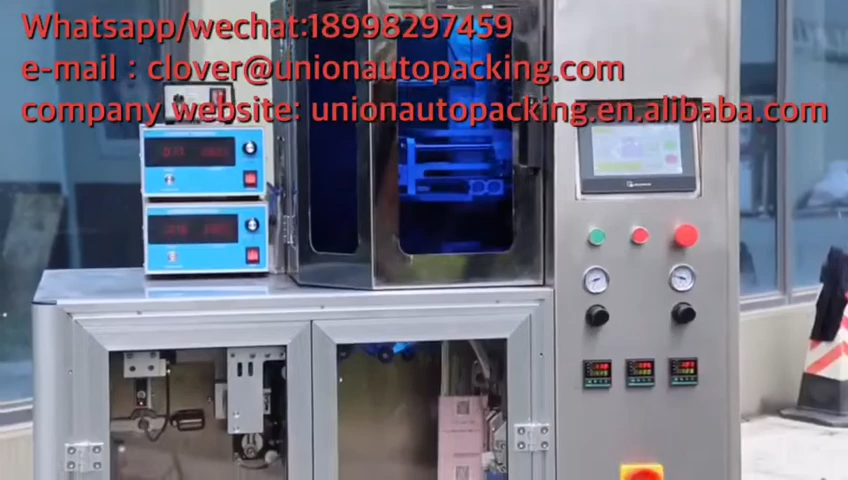 Whatsapp/wechat:18998297459
e-mail : clover@unionautopacking.com
company website: unionautopacking.en.alibaba.com